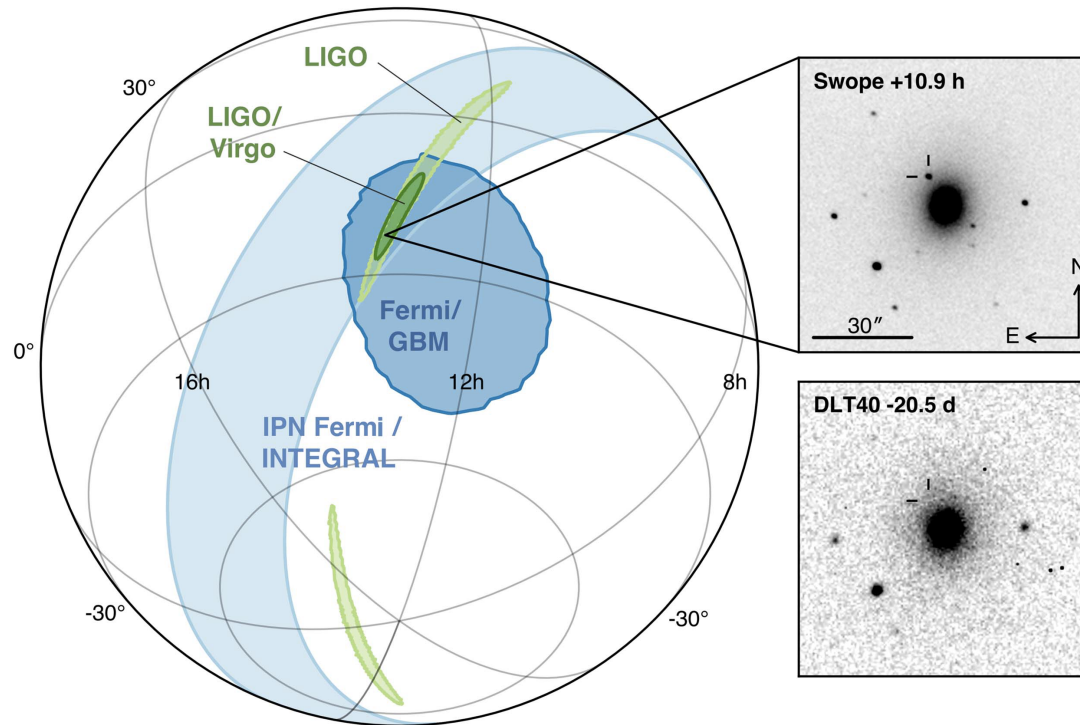 LIGO
LIGO/
Virgo
Fermi/
GBM
IPN Fermi /
INTEGRAL
30°
0°
-30°
-30°
16h
12h
8h
Swope +10.9 h
30″
N
E
DLT40 -20.5 d